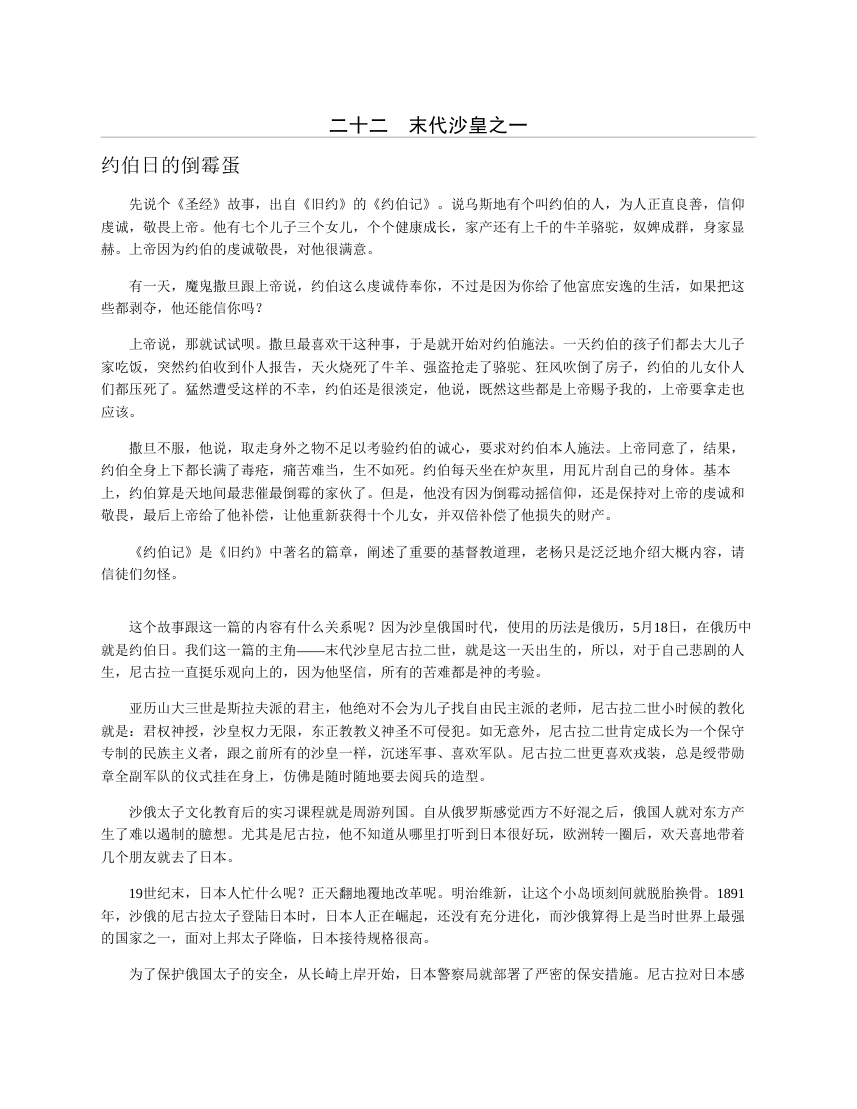 二十二　末代沙皇之一
约伯日的倒霉蛋
先说个《圣经》故事，出自《旧约》的《约伯记》。说乌斯地有个叫约伯的人，为人正直良善，信仰
虔诚，敬畏上帝。他有七个儿子三个女儿，个个健康成长，家产还有上千的牛羊骆驼，奴婢成群，身家显
赫。上帝因为约伯的虔诚敬畏，对他很满意。
有一天，魔鬼撒旦跟上帝说，约伯这么虔诚侍奉你，不过是因为你给了他富庶安逸的生活，如果把这
些都剥夺，他还能信你吗？
上帝说，那就试试呗。撒旦最喜欢干这种事，于是就开始对约伯施法。一天约伯的孩子们都去大儿子
家吃饭，突然约伯收到仆人报告，天火烧死了牛羊、强盗抢走了骆驼、狂风吹倒了房子，约伯的儿女仆人
们都压死了。猛然遭受这样的不幸，约伯还是很淡定，他说，既然这些都是上帝赐予我的，上帝要拿走也
应该。
撒旦不服，他说，取走身外之物不足以考验约伯的诚心，要求对约伯本人施法。上帝同意了，结果，
约伯全身上下都长满了毒疮，痛苦难当，生不如死。约伯每天坐在炉灰里，用瓦片刮自己的身体。基本
上，约伯算是天地间最悲催最倒霉的家伙了。但是，他没有因为倒霉动摇信仰，还是保持对上帝的虔诚和
敬畏，最后上帝给了他补偿，让他重新获得十个儿女，并双倍补偿了他损失的财产。
《约伯记》是《旧约》中著名的篇章，阐述了重要的基督教道理，老杨只是泛泛地介绍大概内容，请
信徒们勿怪。
这个故事跟这一篇的内容有什么关系呢？因为沙皇俄国时代，使用的历法是俄历，5月18日，在俄历中
就是约伯日。我们这一篇的主角——末代沙皇尼古拉二世，就是这一天出生的，所以，对于自己悲剧的人
生，尼古拉一直挺乐观向上的，因为他坚信，所有的苦难都是神的考验。
亚历山大三世是斯拉夫派的君主，他绝对不会为儿子找自由民主派的老师，尼古拉二世小时候的教化
就是：君权神授，沙皇权力无限，东正教教义神圣不可侵犯。如无意外，尼古拉二世肯定成长为一个保守
专制的民族主义者，跟之前所有的沙皇一样，沉迷军事、喜欢军队。尼古拉二世更喜欢戎装，总是绶带勋
章全副军队的仪式挂在身上，仿佛是随时随地要去阅兵的造型。
沙俄太子文化教育后的实习课程就是周游列国。自从俄罗斯感觉西方不好混之后，俄国人就对东方产
生了难以遏制的臆想。尤其是尼古拉，他不知道从哪里打听到日本很好玩，欧洲转一圈后，欢天喜地带着
几个朋友就去了日本。
19世纪末，日本人忙什么呢？正天翻地覆地改革呢。明治维新，让这个小岛顷刻间就脱胎换骨。1891
年，沙俄的尼古拉太子登陆日本时，日本人正在崛起，还没有充分进化，而沙俄算得上是当时世界上最强
的国家之一，面对上邦太子降临，日本接待规格很高。
为了保护俄国太子的安全，从长崎上岸开始，日本警察局就部署了严密的保安措施。尼古拉对日本感